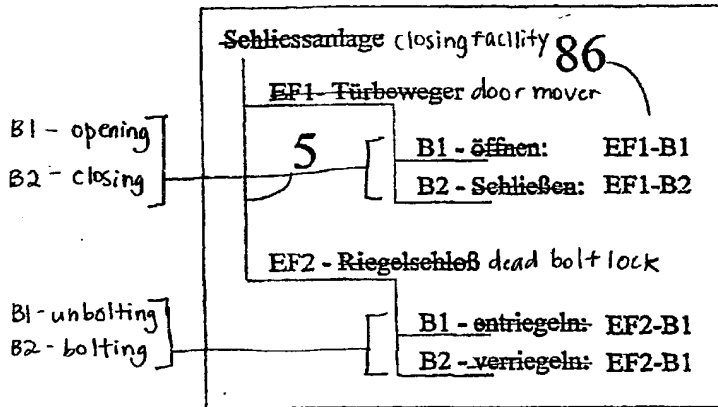 Schliessanlage closing facility 86
EF1- Türbeweger door mover
B1 - opening
B2 - closing
5
B1 - öffnen: EF1-B1
B2 - Schließen: EF1-B2
EF2 - Riegelschloß dead bolt lock
B1-unbolting
B2-bolting
B1 - entriegeln: EF2-B1
B2 - verriegeln: EF2-B1